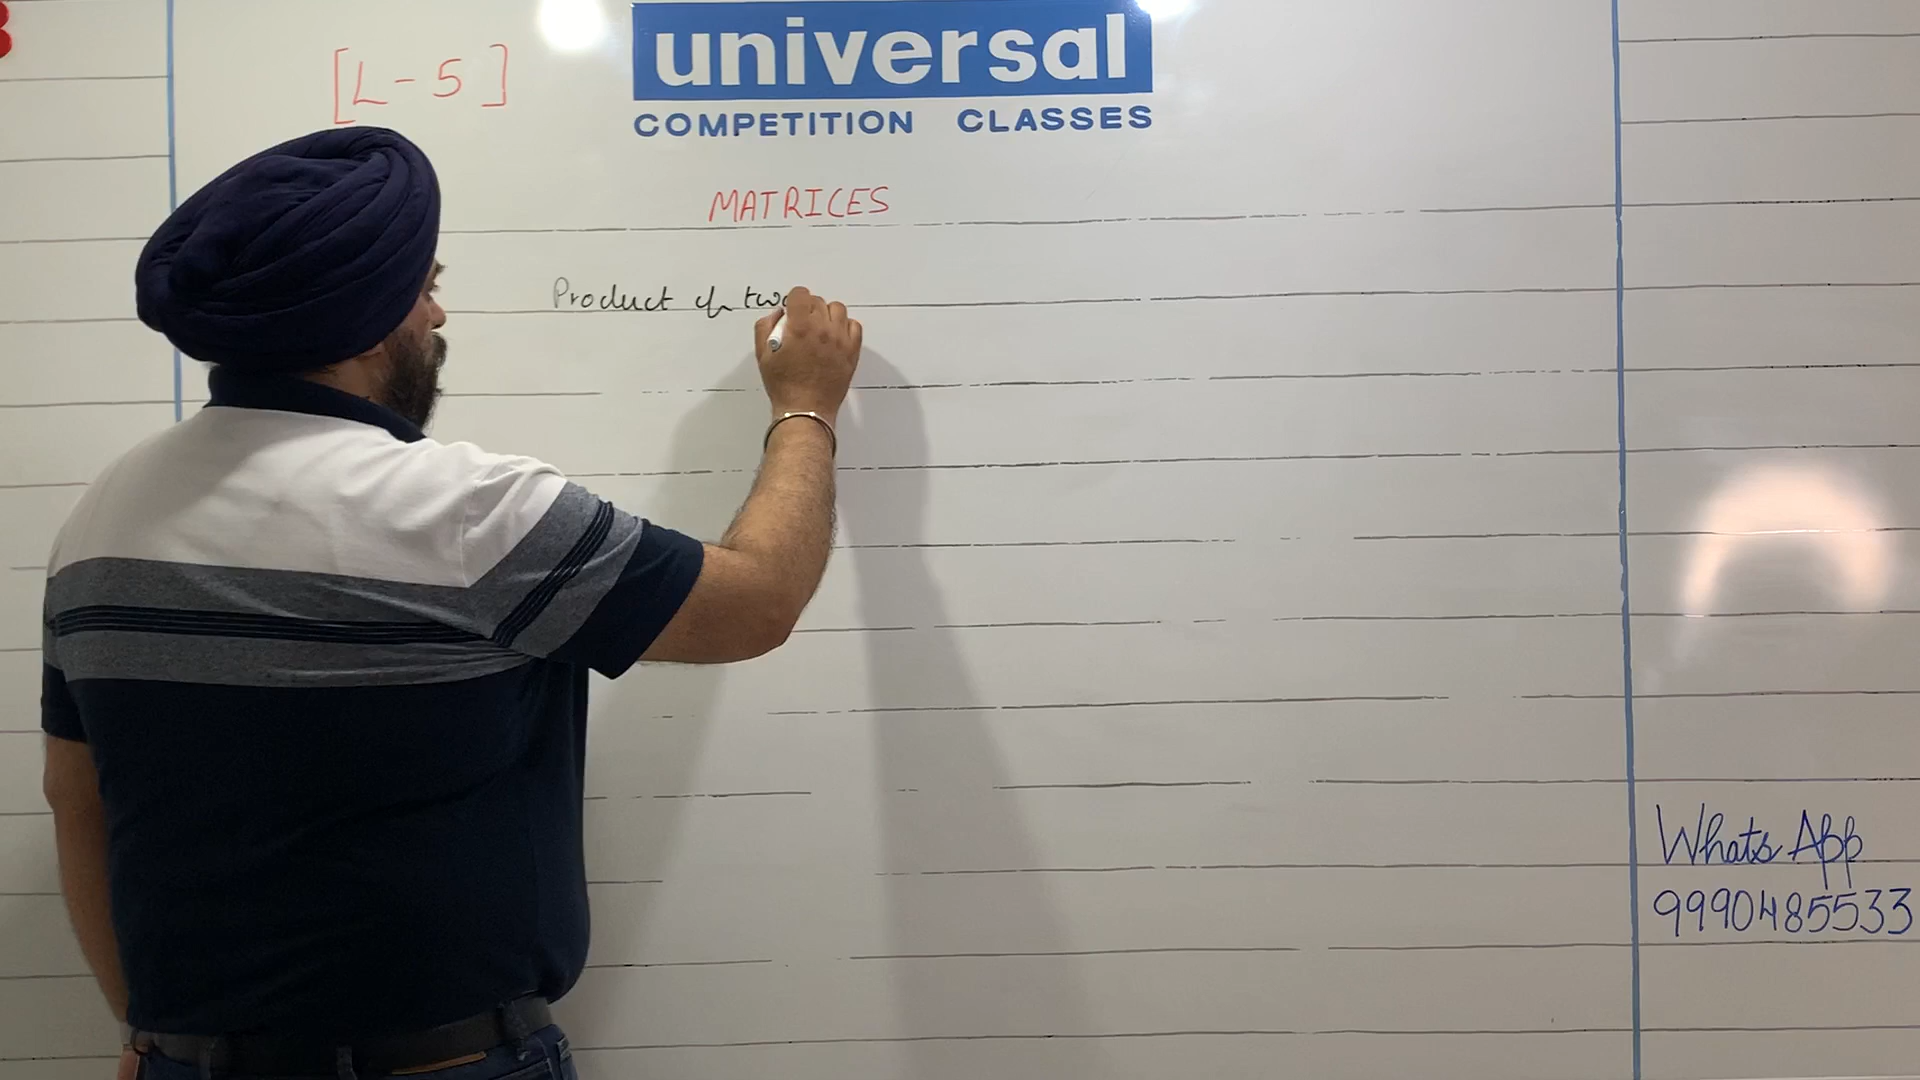 [L-5]
universal
COMPETITION CLASSES
MATRICES
Product of two
WhatsApp
9990485533